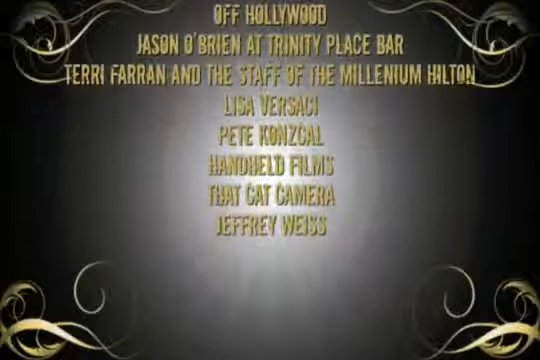 OFF HOLLYWOOD
JASON O'BRIEN AT TRINITY PLACE BAR
TERRI FARRAN AND THE STAFF OF THE MILLENIUM HILTON
LISA VERSACI
PETE KONZCAL
HANDHELD FILMS
THAT CAT CAMERA
JEFFREY WEISS